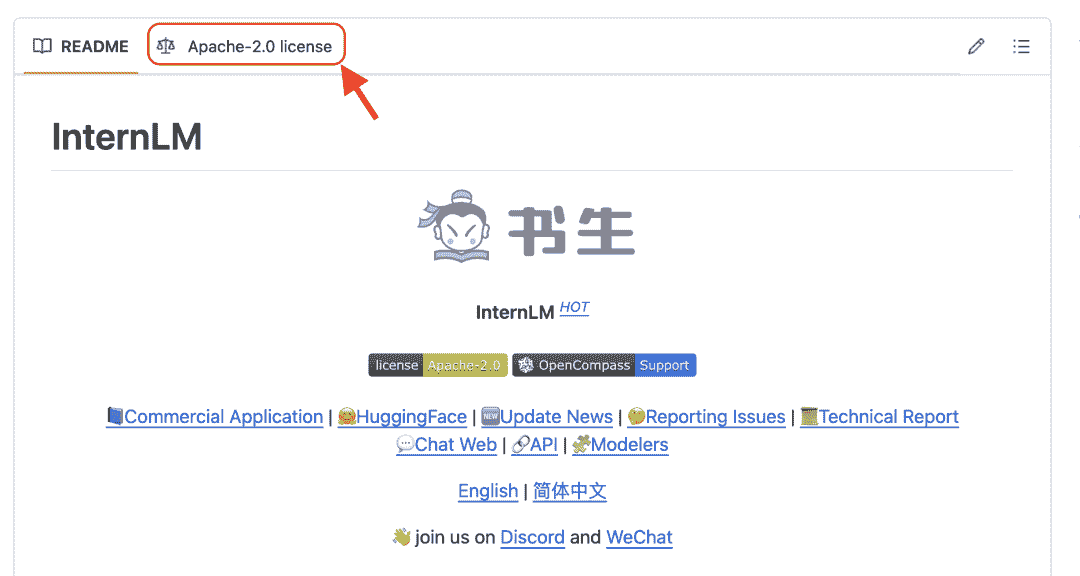 README Apache-2.0 license
InternLM
书生
InternLM HOT
license Apache-2.0 OpenCompass Support
Commercial Application | HuggingFace | NEW Update News | Reporting Issues | Technical Report
Chat Web | API | Modelers
English | 简体中文
join us on Discord and WeChat